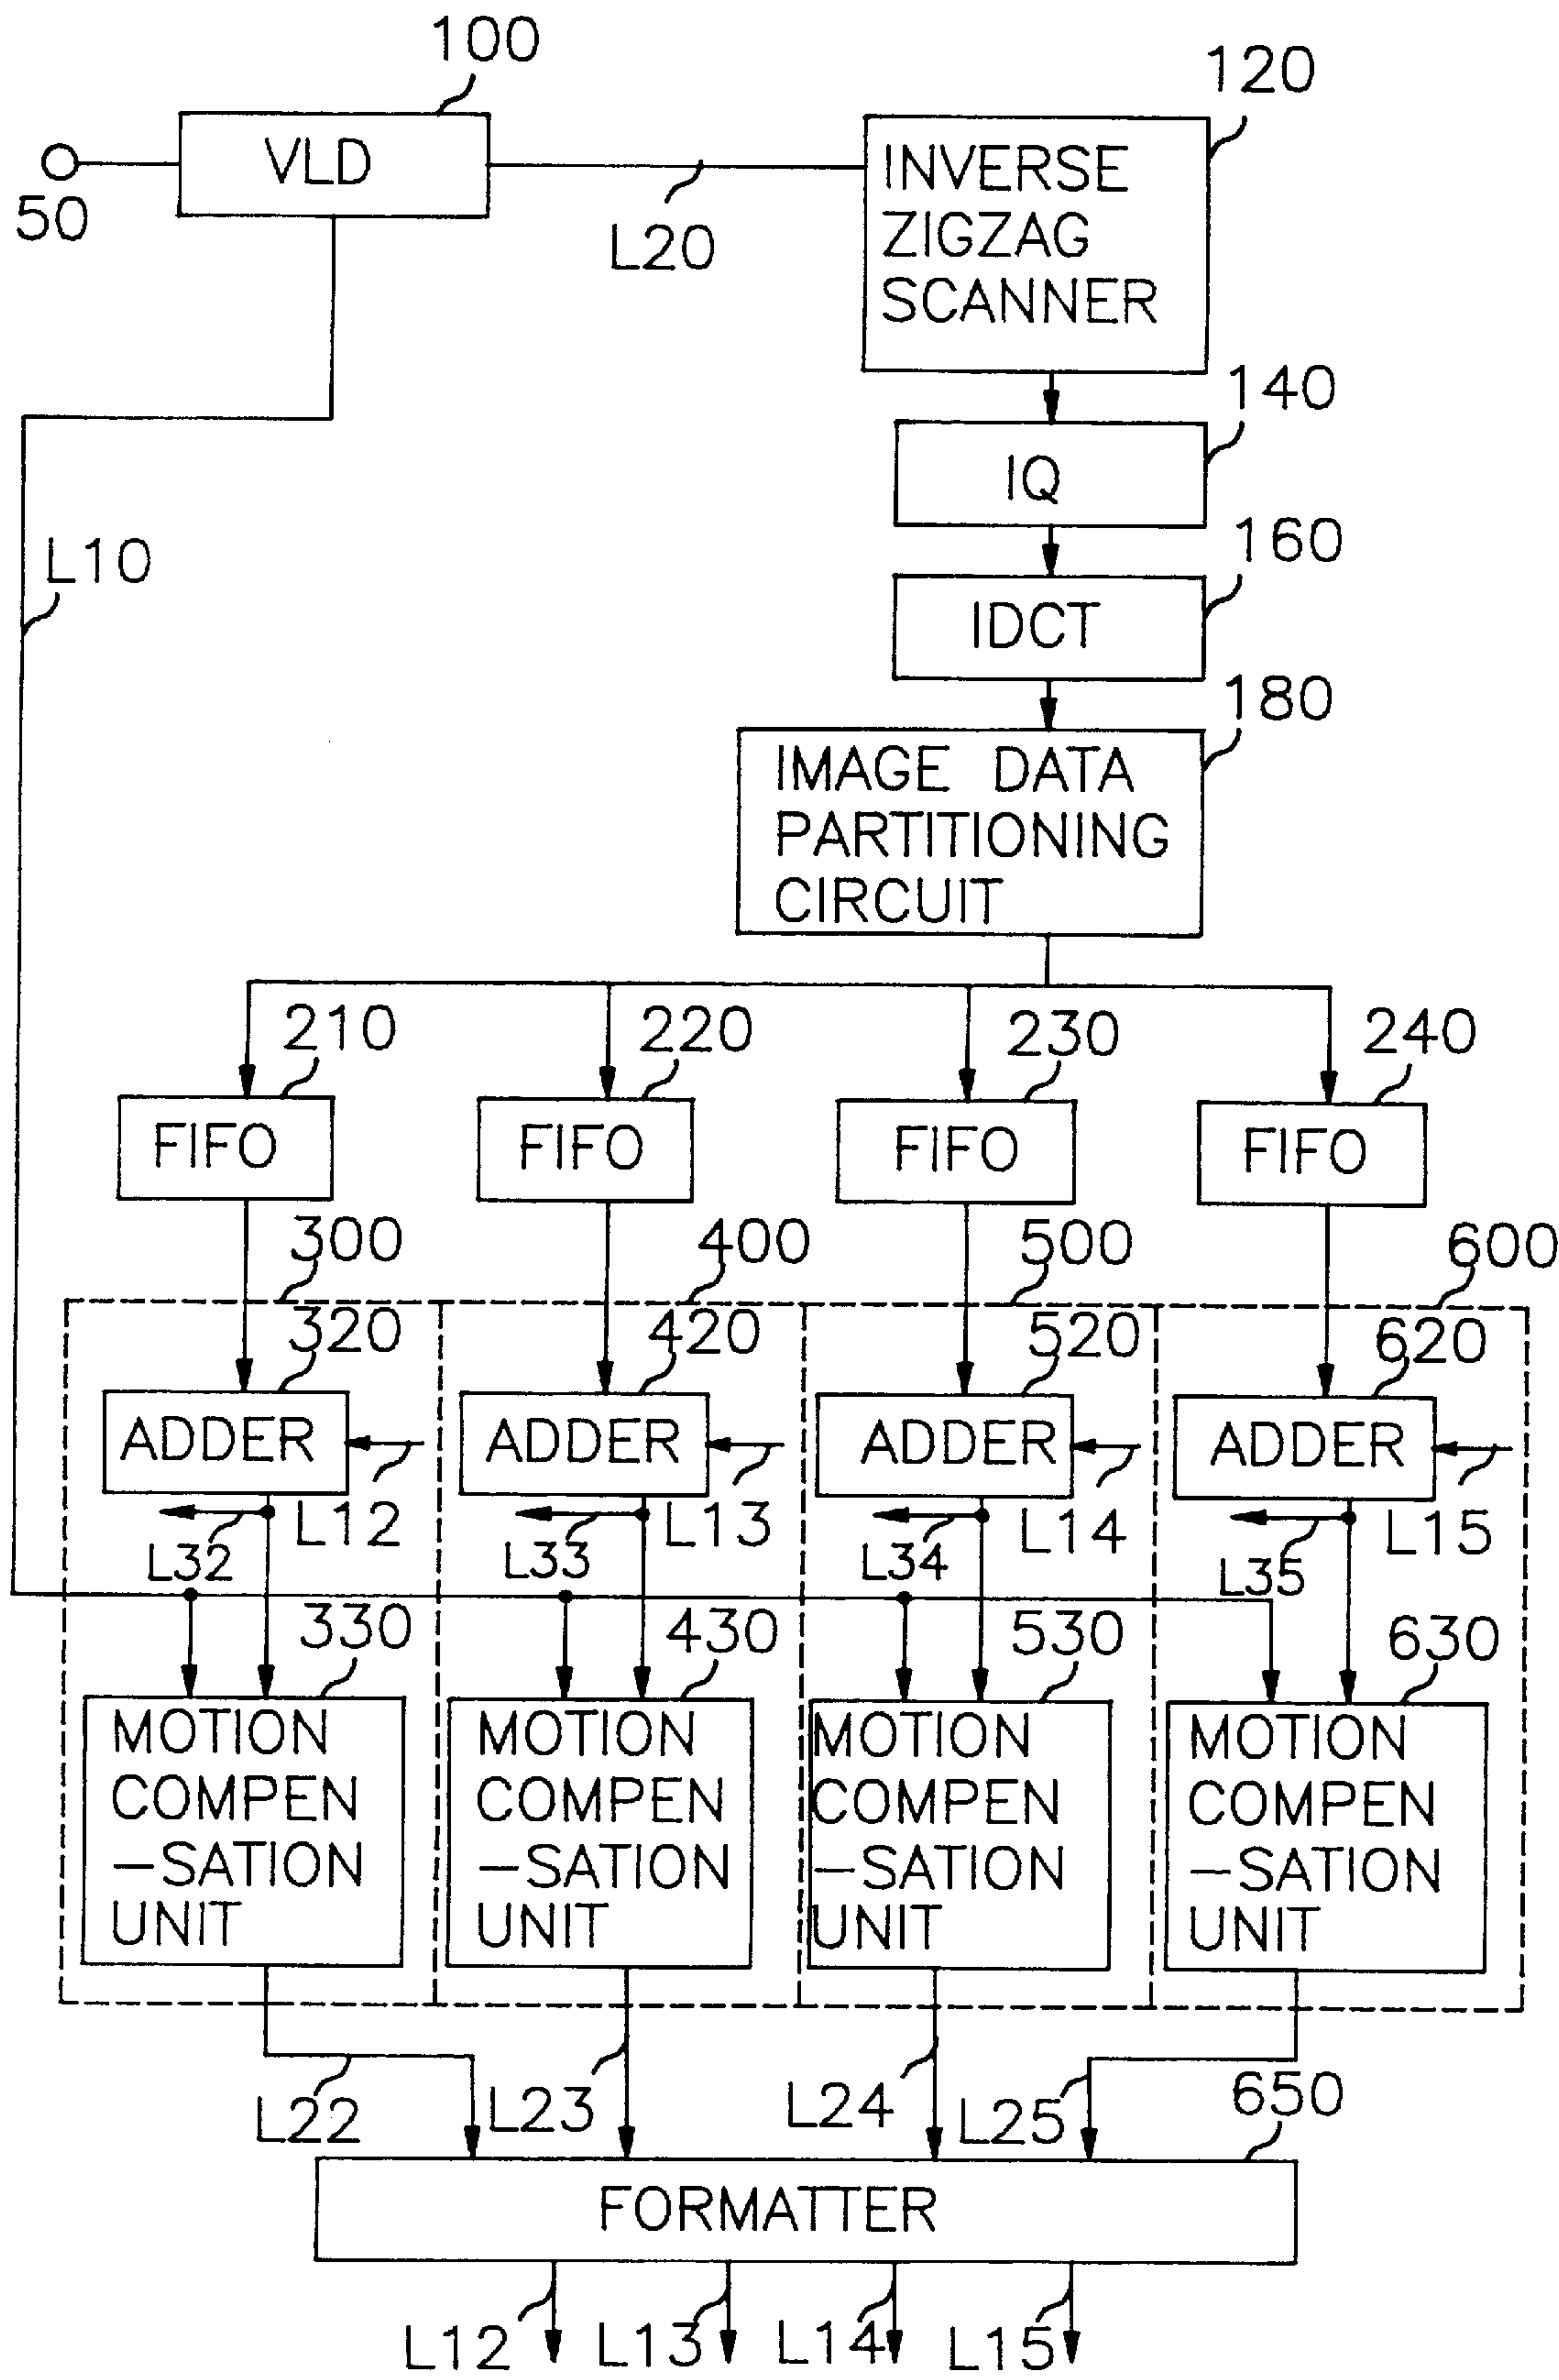 100
VLD
50
L20
120
INVERSE
ZIGZAG
SCANNER
140
IQ
L10
160
IDCT
180
IMAGE DATA
PARTITIONING
CIRCUIT
210
220
230
240
FIFO
FIFO
FIFO
FIFO
300
400
500
600
320
420
520
620
ADDER
ADDER
ADDER
ADDER
L12
L13
L14
L15
L32
L33
L34
L35
330
430
530
630
MOTION
COMPEN
-SATION
UNIT
MOTION
COMPEN
-SATION
UNIT
MOTION
COMPEN
-SATION
UNIT
MOTION
COMPEN
-SATION
UNIT
L22
L23
L24
L25
650
FORMATTER
L12
L13
L14
L15